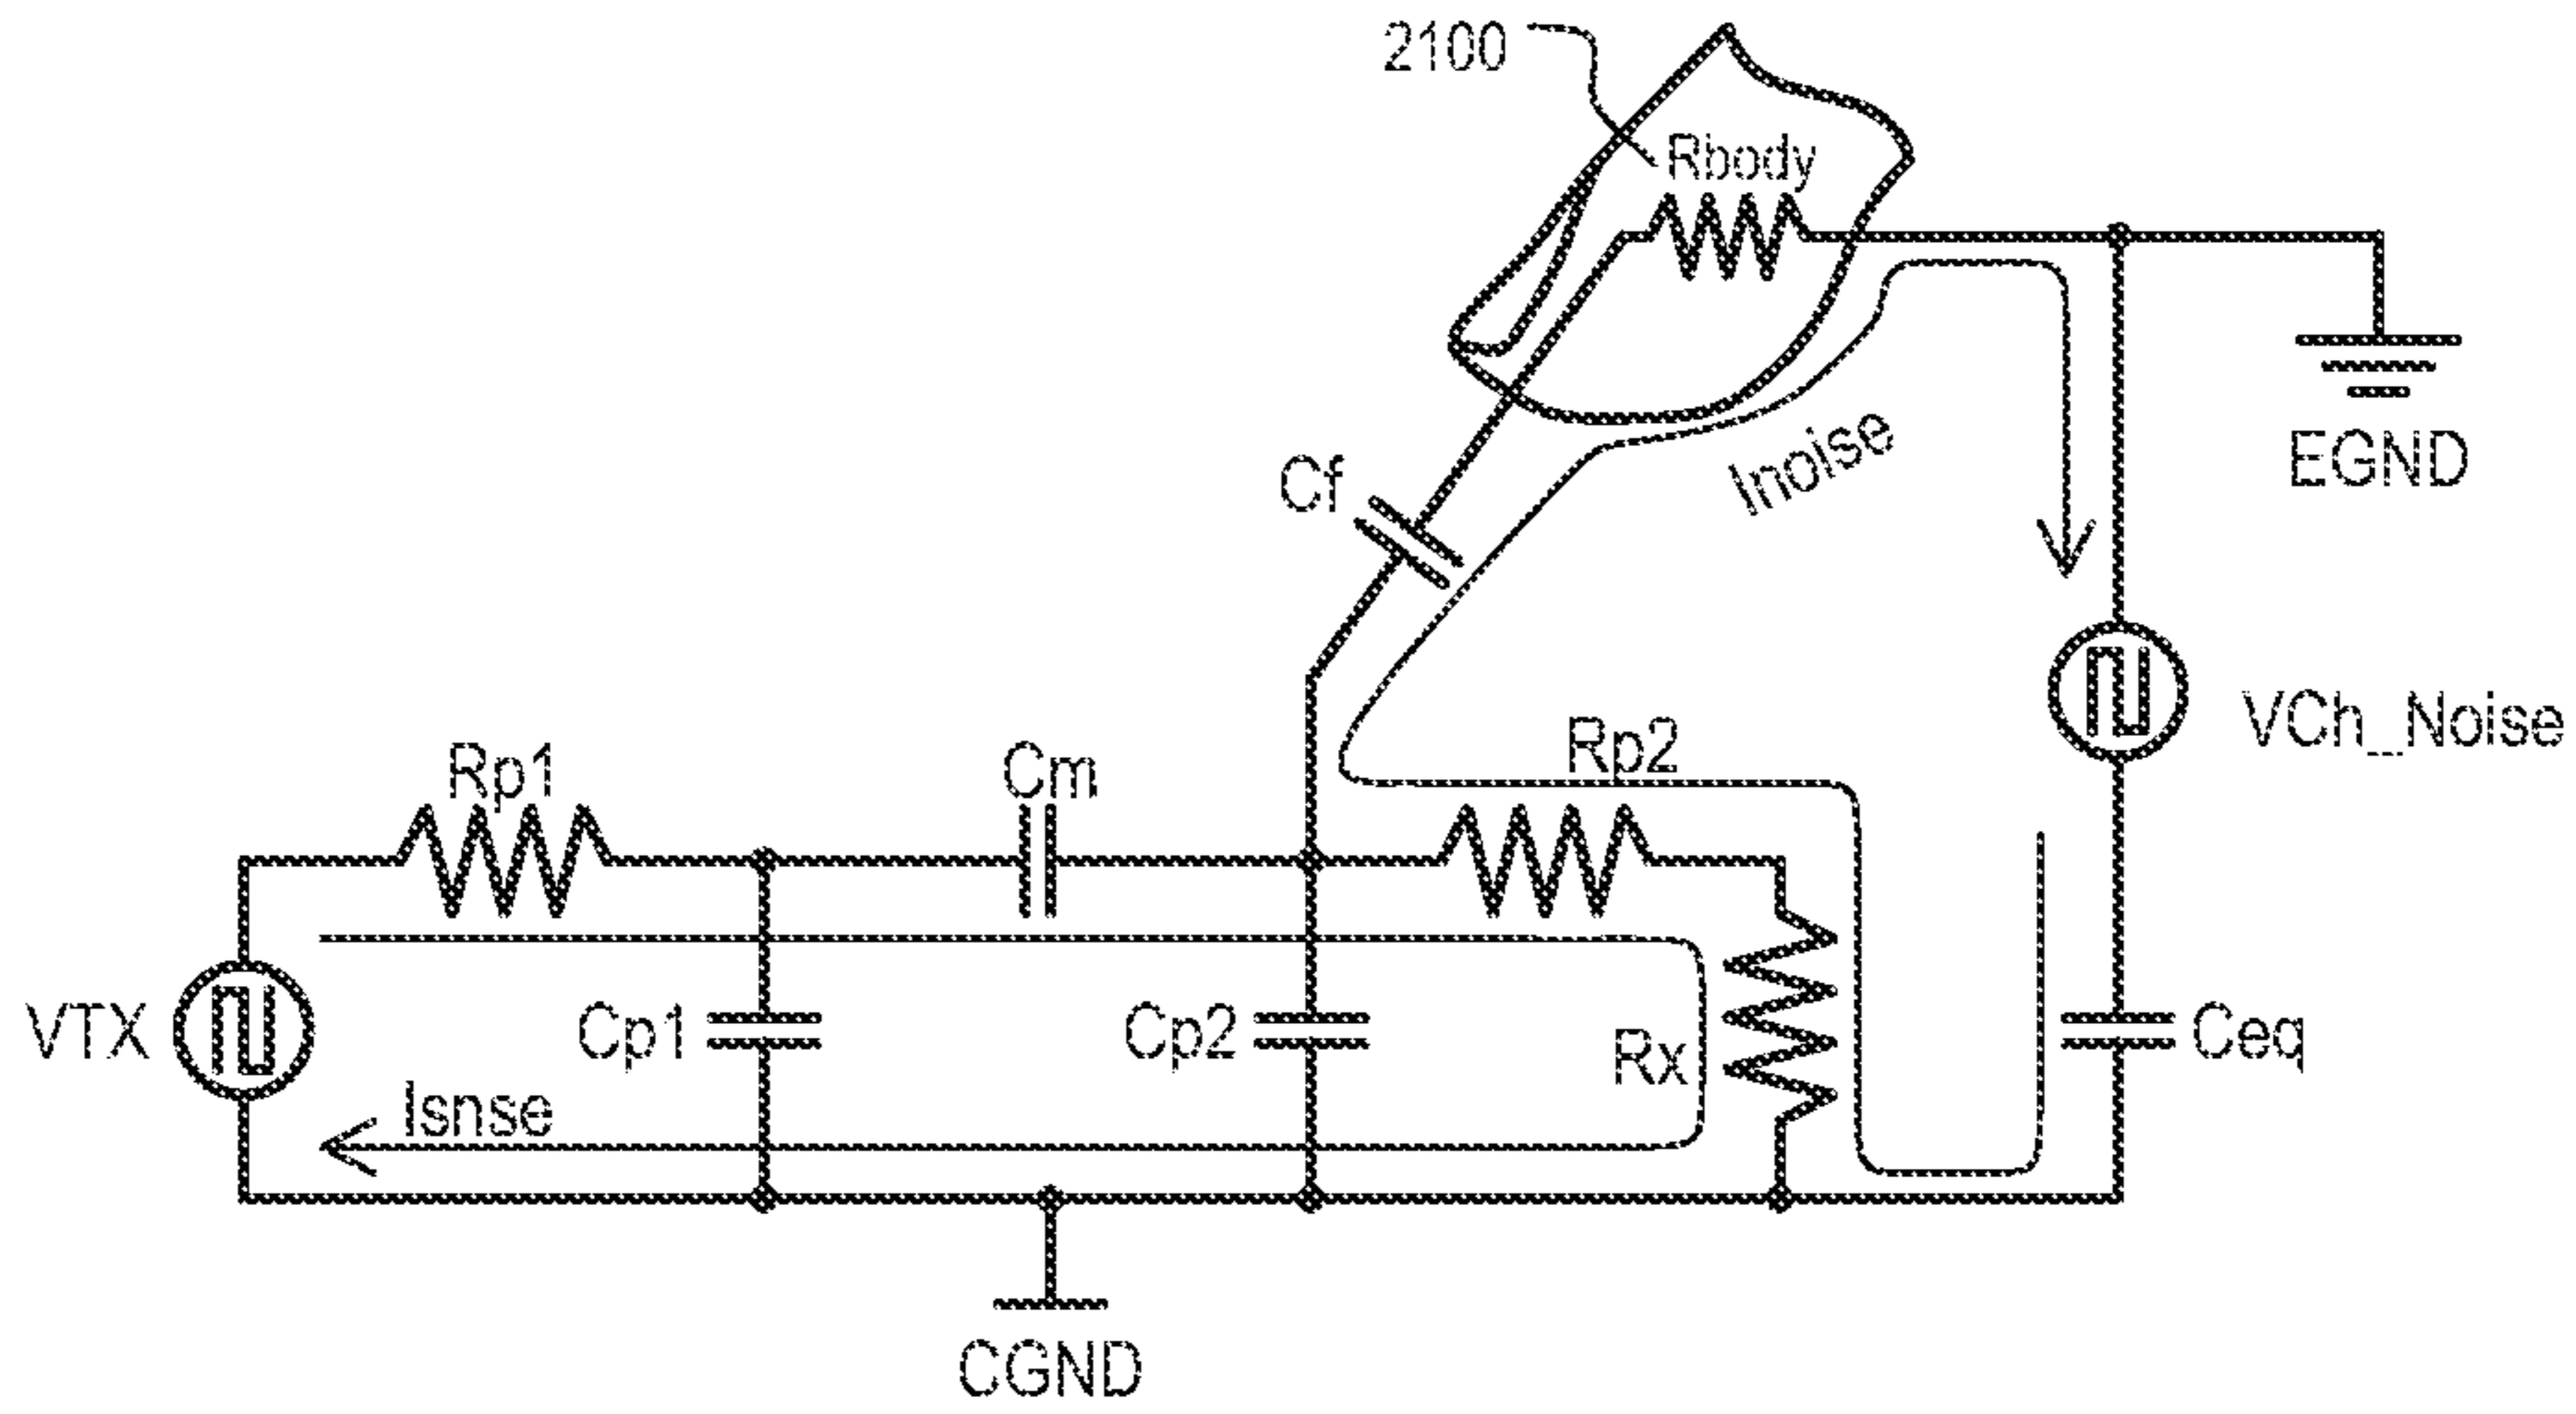 2100
Rbody
Cf
Inoise
EGND
Rp1
Cm
Rp2
VCh_Noise
VTX
Cp1
Cp2
Rx
Ceq
Isnse
CGND